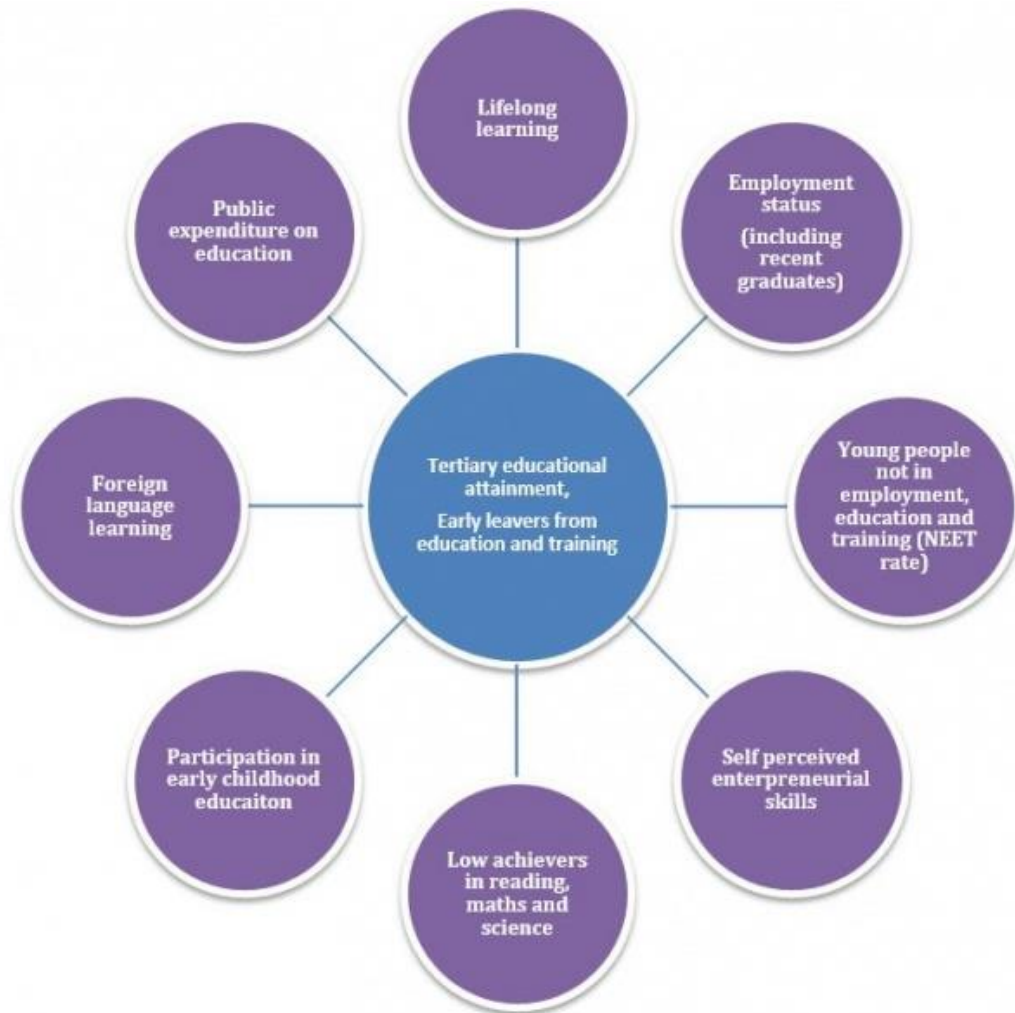 Lifelong
learning
Employment
status
(including
recent
graduates)
Young people
not in
employment,
education and
training (NEET
rate)
Self perceived
enterpreneurial
skills
Low achievers
in reading,
maths and
science
Participation in
early childhood
educaiton
Foreign
language
learning
Public
expenditure on
education
Tertiary educational
attainment,
Early leavers from
education and training